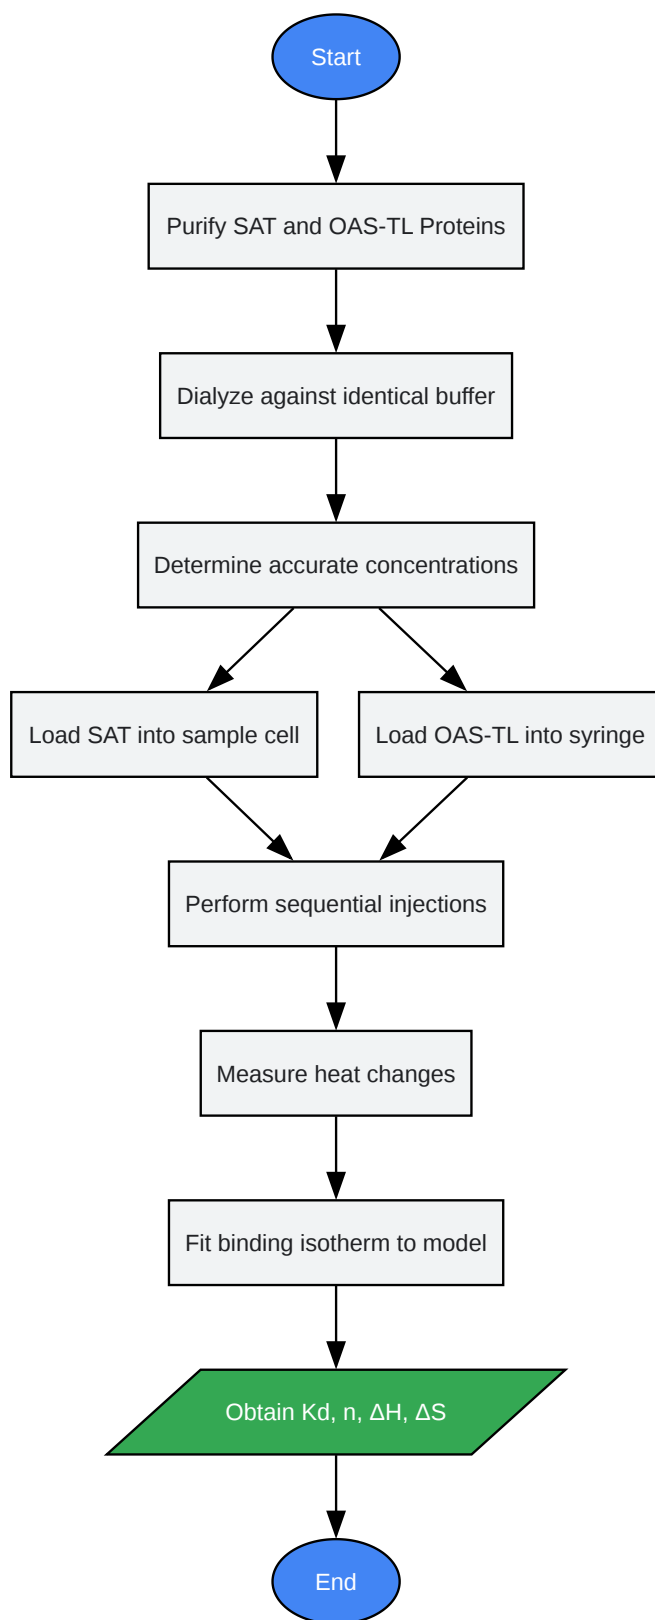 Start
Purify SAT and OAS-TL Proteins
Dialyze against identical buffer
Determine accurate concentrations
Load SAT into sample cell
Load OAS-TL into syringe
Perform sequential injections
Measure heat changes
Fit binding isotherm to model
Obtain Kd, n, ΔH, ΔS
End